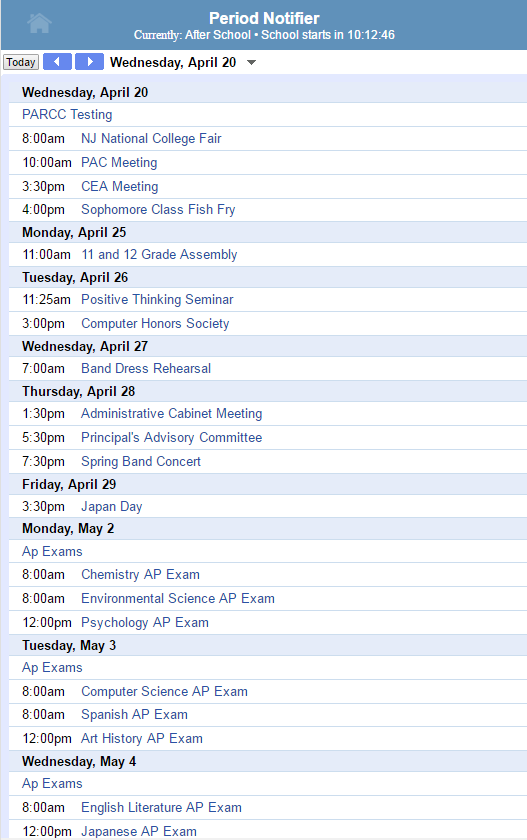 Period Notifier
Currently: After School • School starts in 10:12:46
Today Wednesday, April 20
Wednesday, April 20
PARCC Testing
8:00am NJ National College Fair
10:00am PAC Meeting
3:30pm CEA Meeting
4:00pm Sophomore Class Fish Fry
Monday, April 25
11:00am 11 and 12 Grade Assembly
Tuesday, April 26
11:25am Positive Thinking Seminar
3:00pm Computer Honors Society
Wednesday, April 27
7:00am Band Dress Rehearsal
Thursday, April 28
1:30pm Administrative Cabinet Meeting
5:30pm Principal's Advisory Committee
7:30pm Spring Band Concert
Friday, April 29
3:30pm Japan Day
Monday, May 2
Ap Exams
8:00am Chemistry AP Exam
8:00am Environmental Science AP Exam
12:00pm Psychology AP Exam
Tuesday, May 3
Ap Exams
8:00am Computer Science AP Exam
8:00am Spanish AP Exam
12:00pm Art History AP Exam
Wednesday, May 4
Ap Exams
8:00am English Literature AP Exam
12:00pm Japanese AP Exam